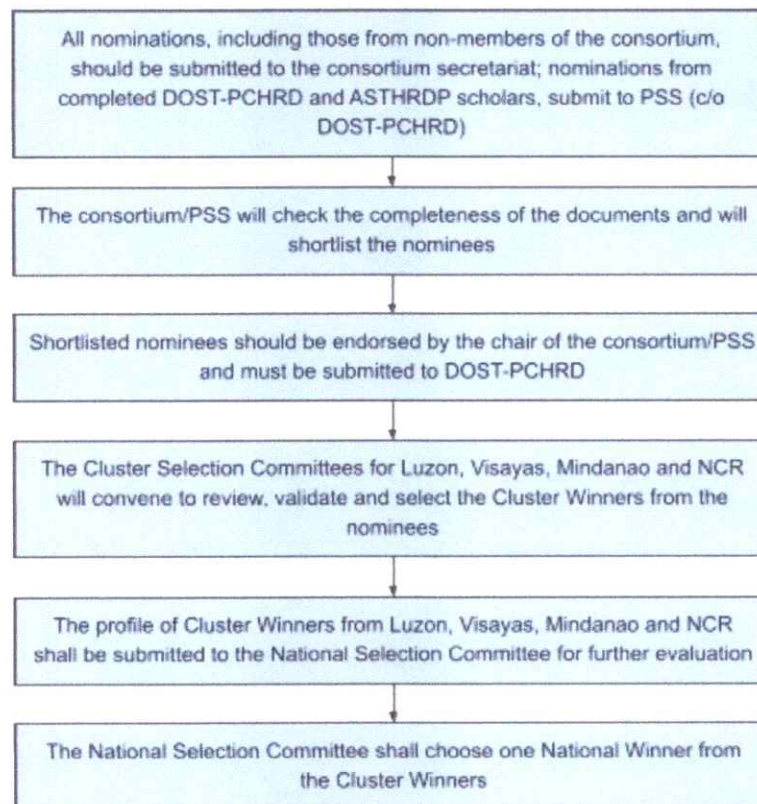 All nominations, including those from non-members of the consortium,
should be submitted to the consortium secretariat; nominations from
completed DOST-PCHRD and ASTHRDP scholars, submit to PSS (c/o
DOST-PCHRD)
The consortium/PSS will check the completeness of the documents and will
shortlist the nominees
Shortlisted nominees should be endorsed by the chair of the consortium/PSS
and must be submitted to DOST-PCHRD
The Cluster Selection Committees for Luzon, Visayas, Mindanao and NCR
will convene to review, validate and select the Cluster Winners from the
nominees
The profile of Cluster Winners from Luzon, Visayas, Mindanao and NCR
shall be submitted to the National Selection Committee for further evaluation
The National Selection Committee shall choose one National Winner from
the Cluster Winners